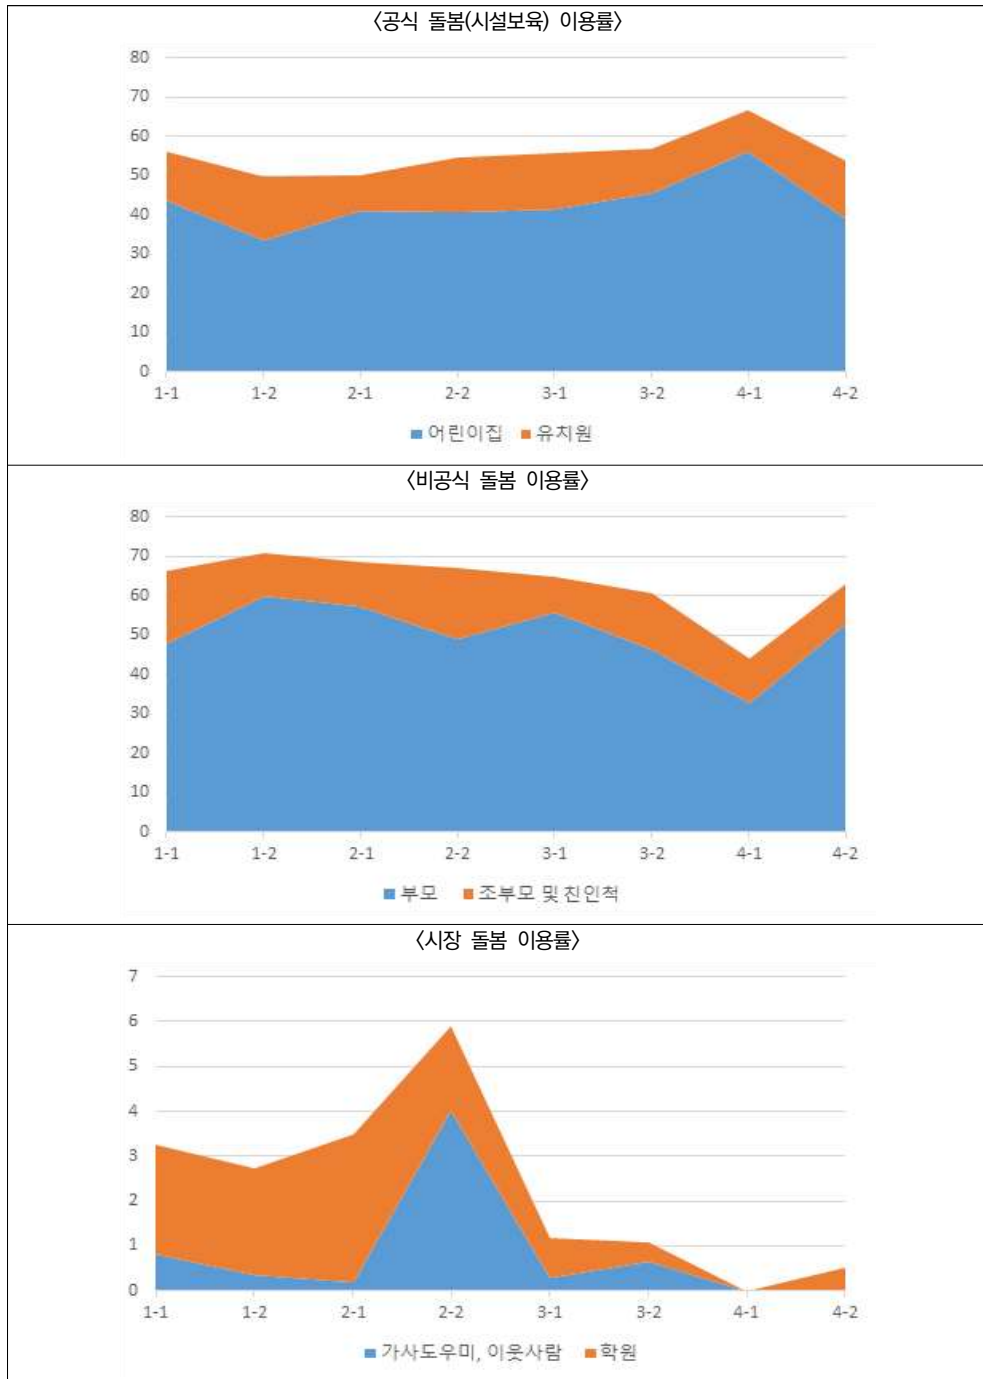 〈공식 돌봄(시설보육) 이용률〉
80
70
60
50
40
30
20
10
0
1-1 1-2 2-1 2-2 3-1 3-2 4-1 4-2
어린이집 유치원
〈비공식 돌봄 이용률〉
80
70
60
50
40
30
20
10
0
1-1 1-2 2-1 2-2 3-1 3-2 4-1 4-2
부모 조부모 및 친인척
〈시장 돌봄 이용률〉
7
6
5
4
3
2
1
0
1-1 1-2 2-1 2-2 3-1 3-2 4-1 4-2
가사도우미, 이웃사람 학원